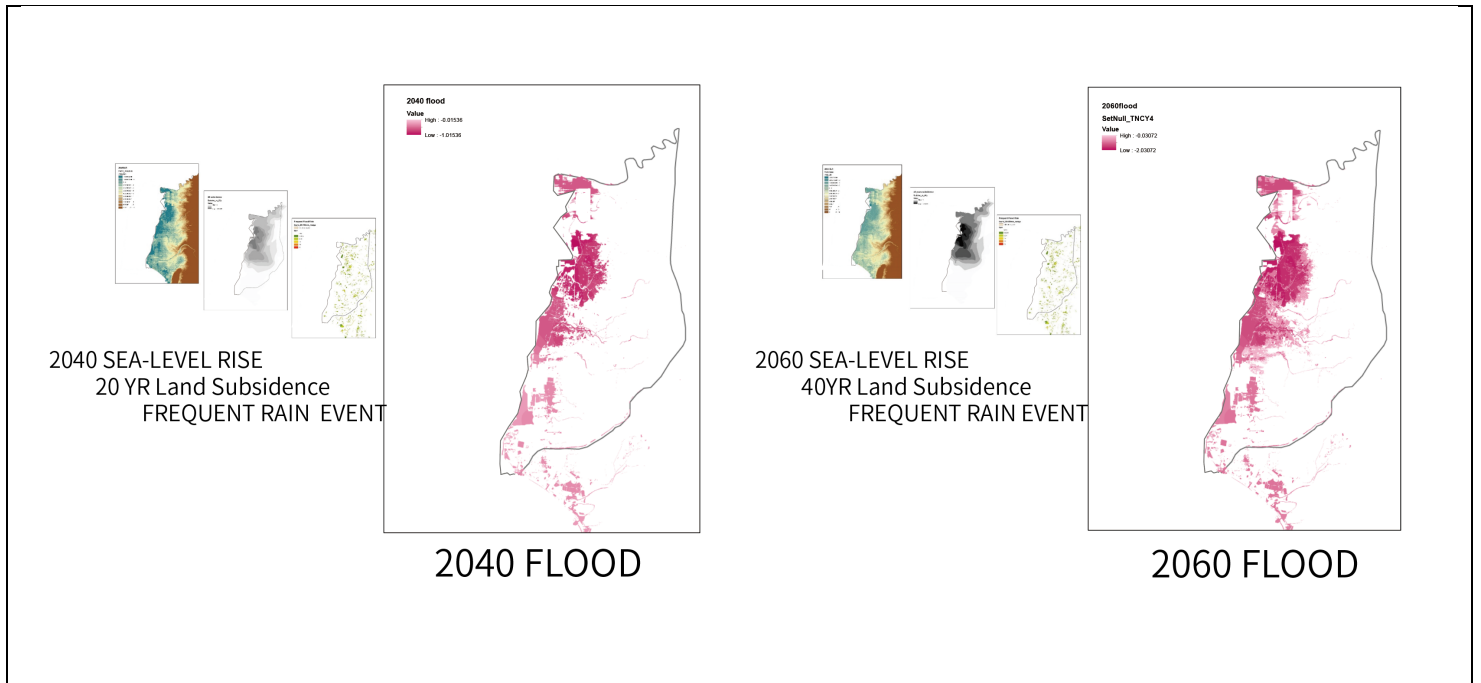 2040 flood
Value
High : -0.01536
Low : -1.01536
2040 SEA-LEVEL RISE
20 YR Land Subsidence
FREQUENT RAIN EVENT
2040 FLOOD
2060flood
SetNull_TNCY4
Value
High : -0.03072
Low : -2.03072
2060 SEA-LEVEL RISE
40YR Land Subsidence
FREQUENT RAIN EVENT
2060 FLOOD